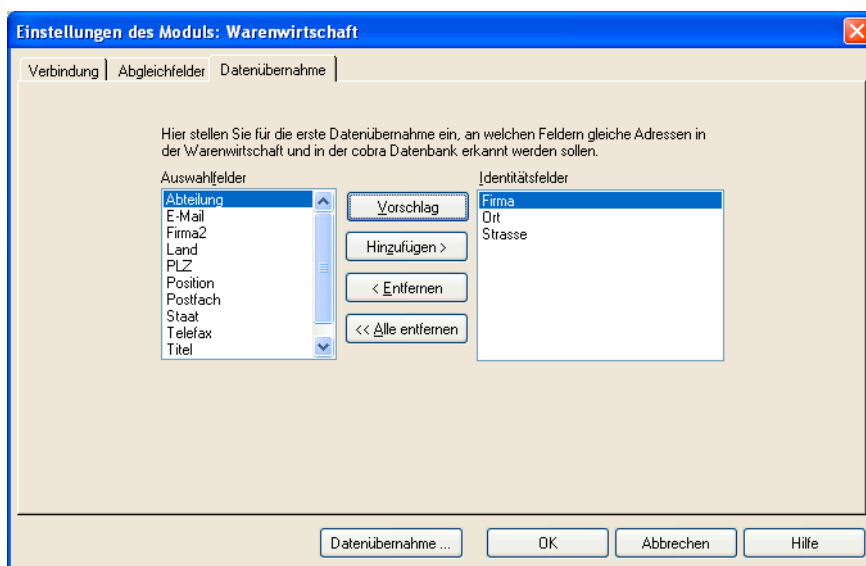 Einstellungen des Moduls: Warenwirtschaft
Verbindung
Abgleichfelder
Datenübernahme
Hier stellen Sie für die erste Datenübernahme ein, an welchen Feldern gleiche Adressen in
der Warenwirtschaft und in der cobra Datenbank erkannt werden sollen.
Auswahlfelder
Abteilung
E-Mail
Firma2
Land
PLZ
Position
Postfach
Staat
Telefax
Titel
Vorschlag
Hinzufügen >
< Entfernen
<< Alle entfernen
Identitätsfelder
Firma
Ort
Strasse
Datenübernahme ...
OK
Abbrechen
Hilfe